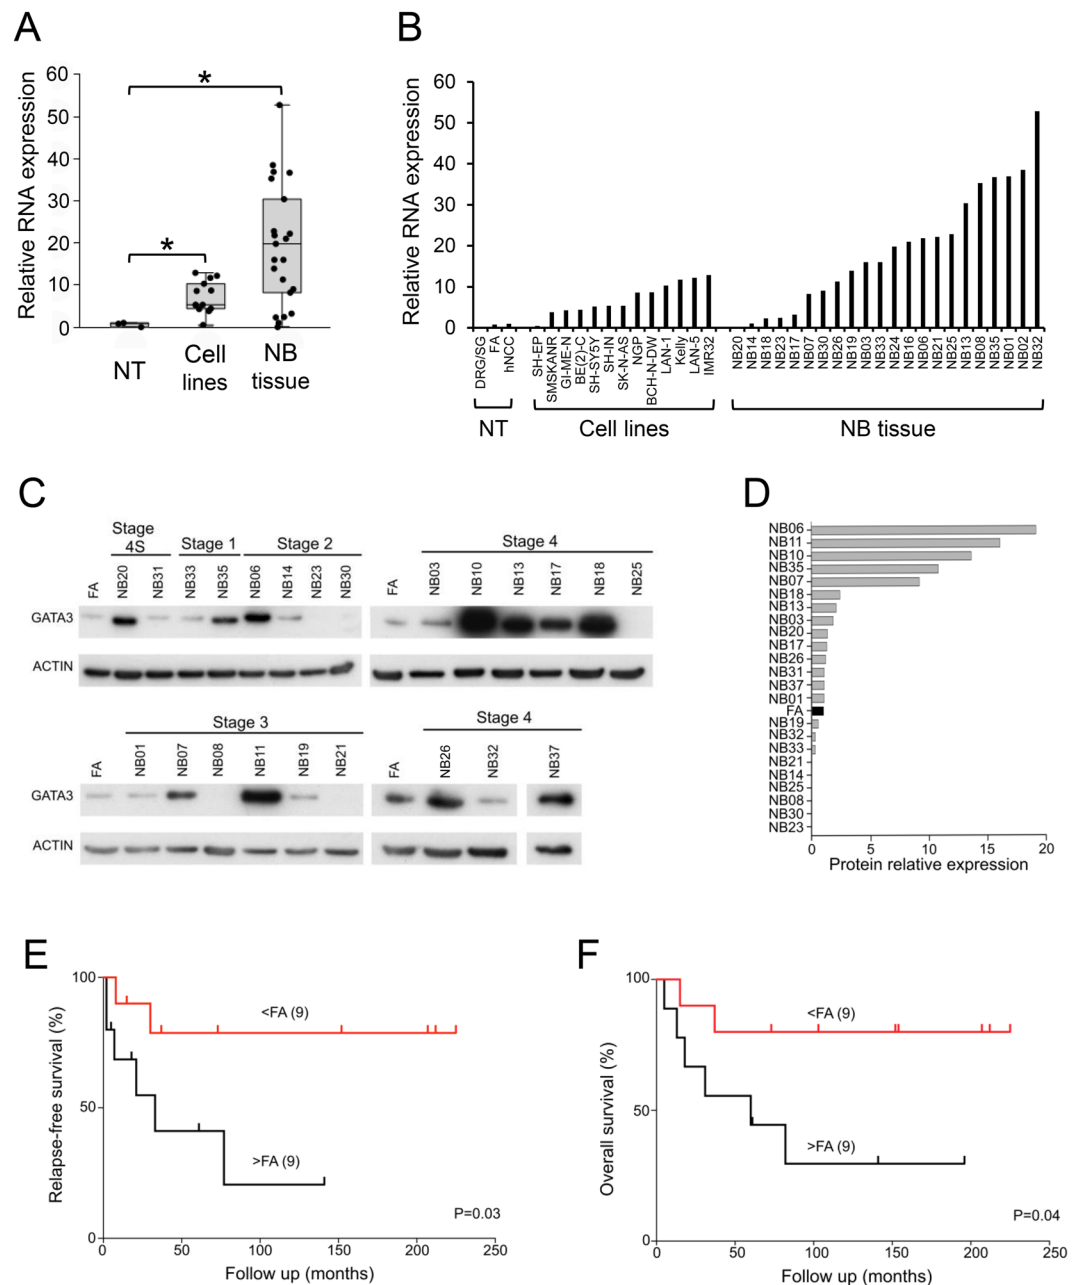 A
Relative RNA expression
60
50
40
30
20
10
0
*
*
NT
Cell
lines
NB
tissue
B
Relative RNA expression
60
50
40
30
20
10
0
DRG/SG
FA
hNCC
SH-EP
SMSKANR
GI-ME-N
BE(2)-C
SH-SY5Y
SH-IN
SK-N-AS
NGP
BCH-N-DW
LAN-1
Kelly
LAN-5
IMR32
NB20
NB14
NB18
NB23
NB17
NB07
NB30
NB26
NB19
NB03
NB33
NB24
NB16
NB06
NB21
NB25
NB13
NB08
NB35
NB01
NB02
NB32
NT
Cell lines
NB tissue
C
Stage
4S
Stage 1
Stage 2
FA
NB20
NB31
NB33
NB35
NB06
NB14
NB23
NB30
GATA3
ACTIN
Stage 4
FA
NB03
NB10
NB13
NB17
NB18
NB25
Stage 3
FA
NB01
NB07
NB08
NB11
NB19
NB21
GATA3
ACTIN
Stage 4
FA
NB26
NB32
NB37
D
NB06
NB11
NB10
NB35
NB07
NB18
NB13
NB03
NB20
NB17
NB26
NB31
NB37
NB01
FA
NB19
NB32
NB33
NB21
NB14
NB25
NB08
NB30
NB23
0 5 10 15 20
Protein relative expression
E
Relapse-free survival (%)
100
50
0
<FA (9)
>FA (9)
P=0.03
0 50 100 150 200 250
Follow up (months)
F
Overall survival (%)
100
50
0
<FA (9)
>FA (9)
P=0.04
0 50 100 150 200 250
Follow up (months)